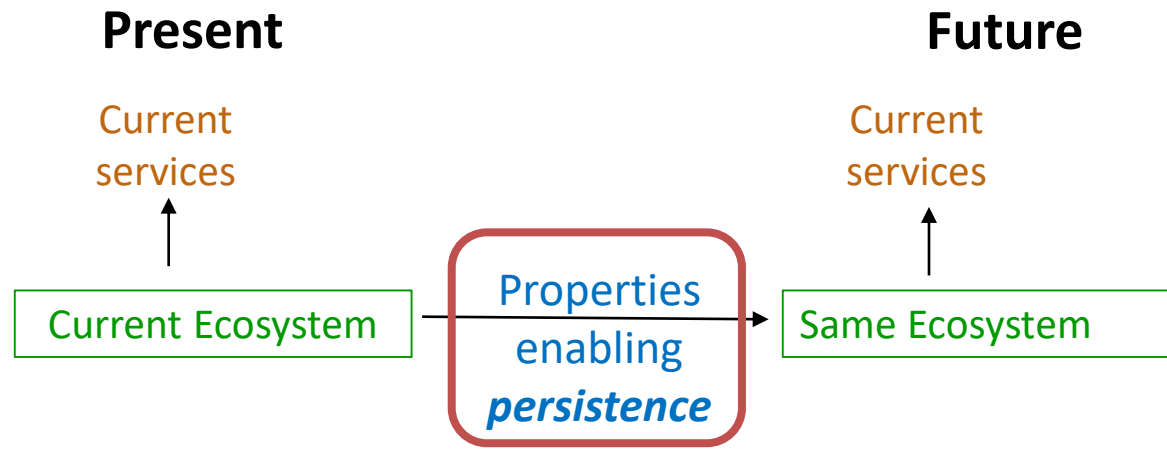 Present
Future
Current
services
Current
services
Current Ecosystem
Properties
enabling
persistence
Same Ecosystem